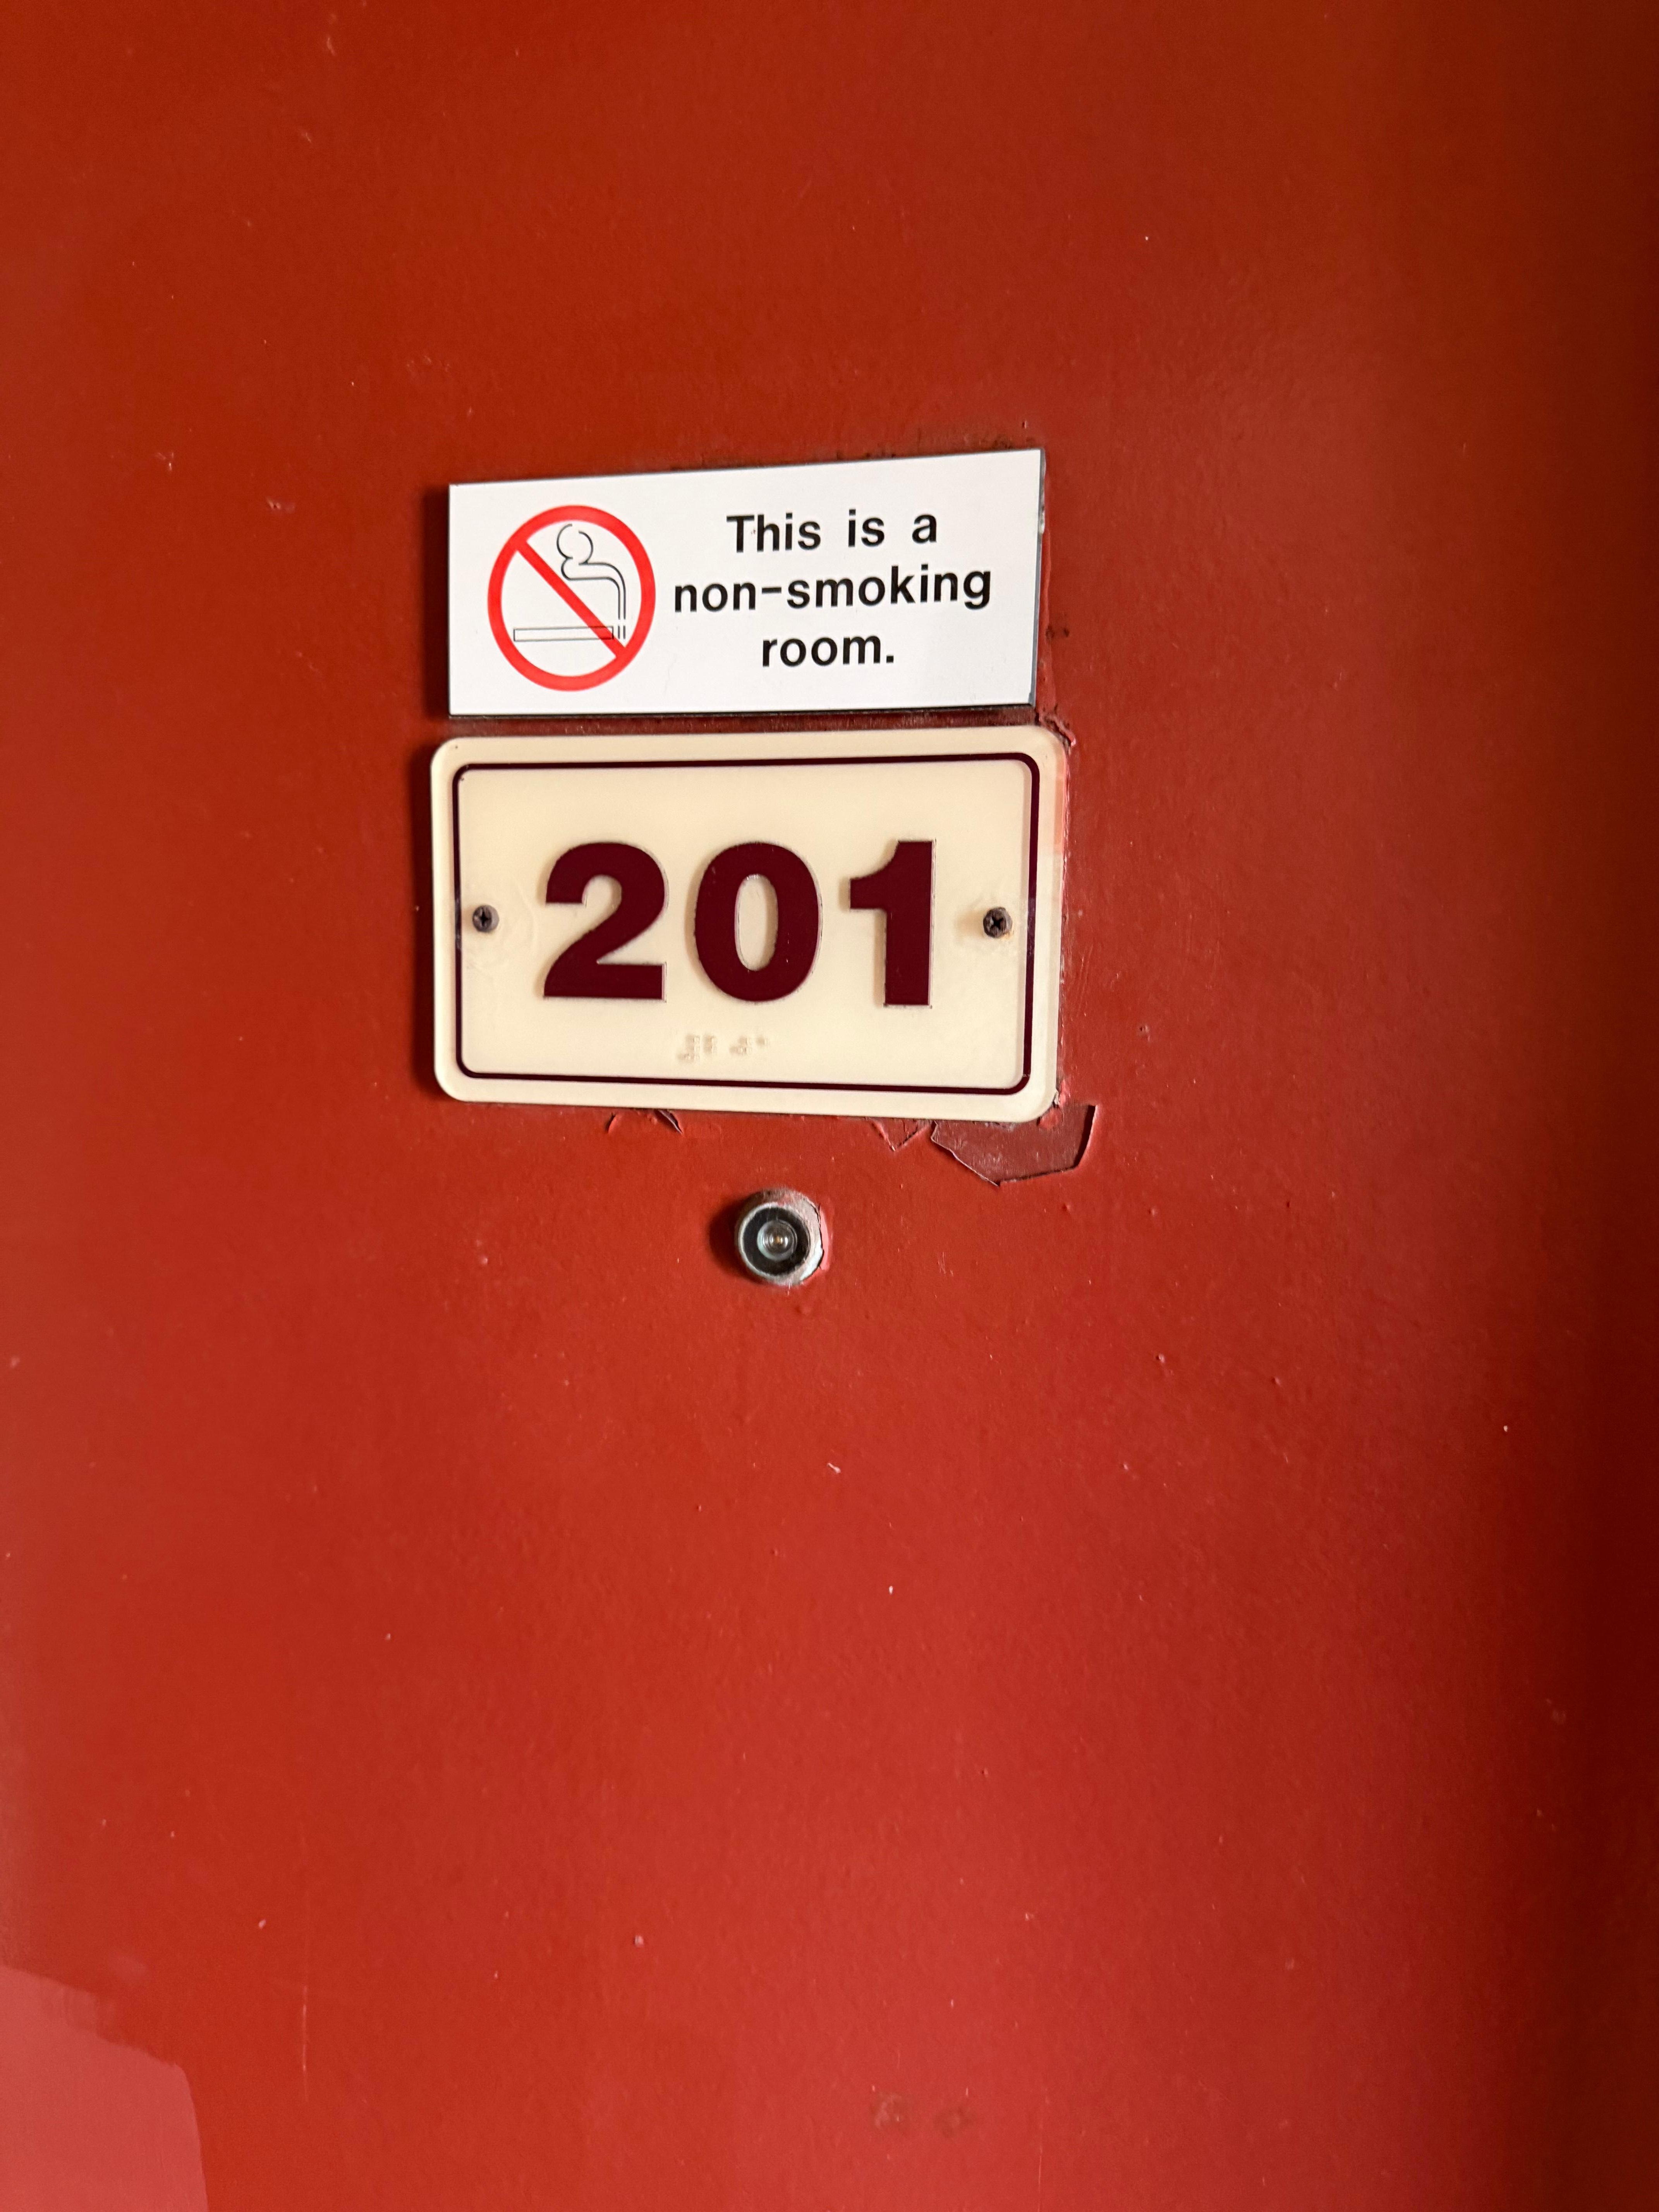 This is a
non-smoking
room.
201